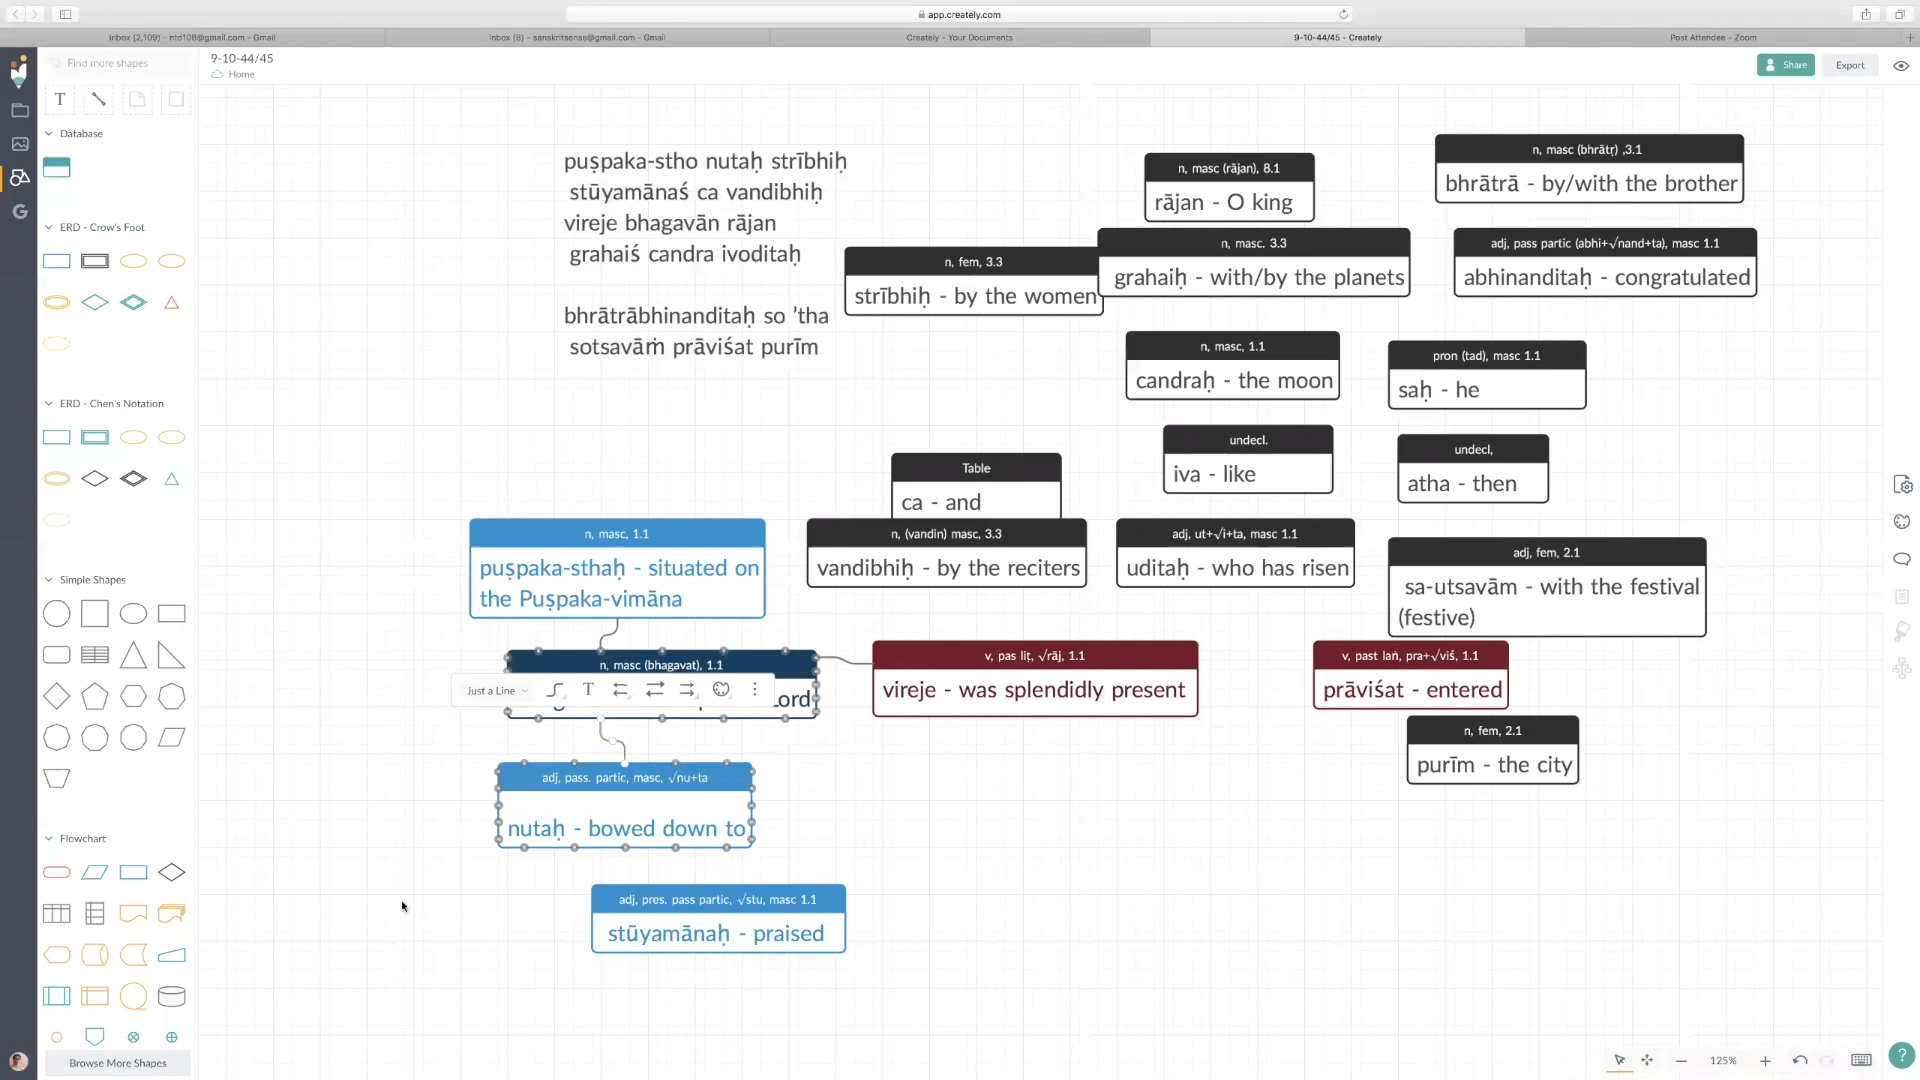 app.creately.com
Inbox (2,109) - ntd108@gmail.com - Gmail
Inbox (8) - sanskritsense@gmail.com - Gmail
Creately - Your Documents
9-10-44/45 - Creately
Post Attendee - Zoom
Find more shapes
9-10-44/45
Home
Share
Export
T
Database
ERD - Crow's Foot
ERD - Chen's Notation
Simple Shapes
Flowchart
Browse More Shapes
puṣpaka-stho nutaḥ strībhiḥ
stūyamānaś ca vandibhiḥ
vireje bhagavān rājan
grahaiś candra ivoditaḥ
bhrātrābhinanditaḥ so ’tha
sotsavāṁ prāviśat purīm
n, masc (rājan), 8.1
rājan - O king
n, masc (bhrātṛ) ,3.1
bhrātrā - by/with the brother
n, fem, 3.3
strībhiḥ - by the women
n, masc. 3.3
grahaiḥ - with/by the planets
adj, pass partic (abhi+√nand+ta), masc 1.1
abhinanditaḥ - congratulated
n, masc, 1.1
candraḥ - the moon
pron (tad), masc 1.1
saḥ - he
undecl.
iva - like
undecl,
atha - then
Table
ca - and
n, masc, 1.1
puṣpaka-sthaḥ - situated on
the Puṣpaka-vimāna
n, (vandin) masc, 3.3
vandibhiḥ - by the reciters
adj, ut+√i+ta, masc 1.1
uditaḥ - who has risen
adj, fem, 2.1
sa-utsavām - with the festival
(festive)
n, masc (bhagavat), 1.1
Just a Line
T
v, pas liṭ, √rāj, 1.1
vireje - was splendidly present
v, past laṅ, pra+√viś, 1.1
prāviśat - entered
n, fem, 2.1
purīm - the city
adj, pass. partic, masc, √nu+ta
nutaḥ - bowed down to
adj, pres. pass partic, √stu, masc 1.1
stūyamānaḥ - praised
125%
?